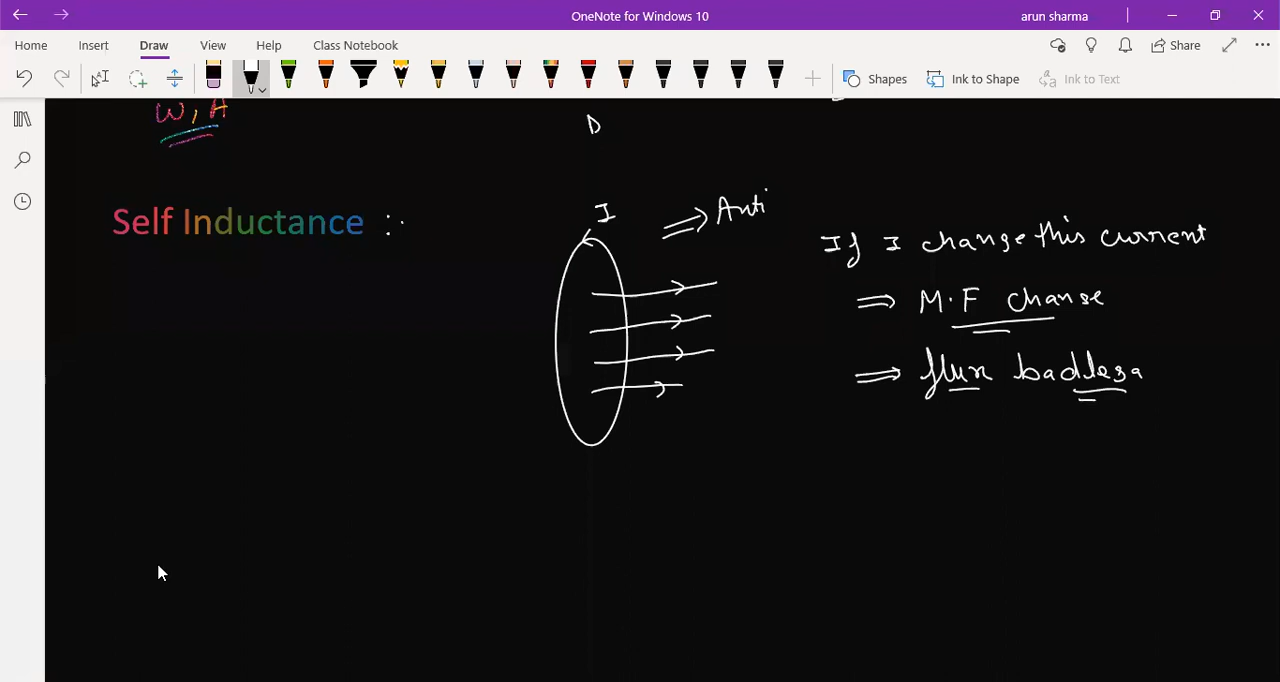 OneNote for Windows 10
arun sharma
Home Insert Draw View Help Class Notebook
Share
Shapes Ink to Shape Ink to Text
W, A
D
Self Inductance :-
I
⇒ Anti
If I change this current
⇒ M.F change
⇒ flux badlega